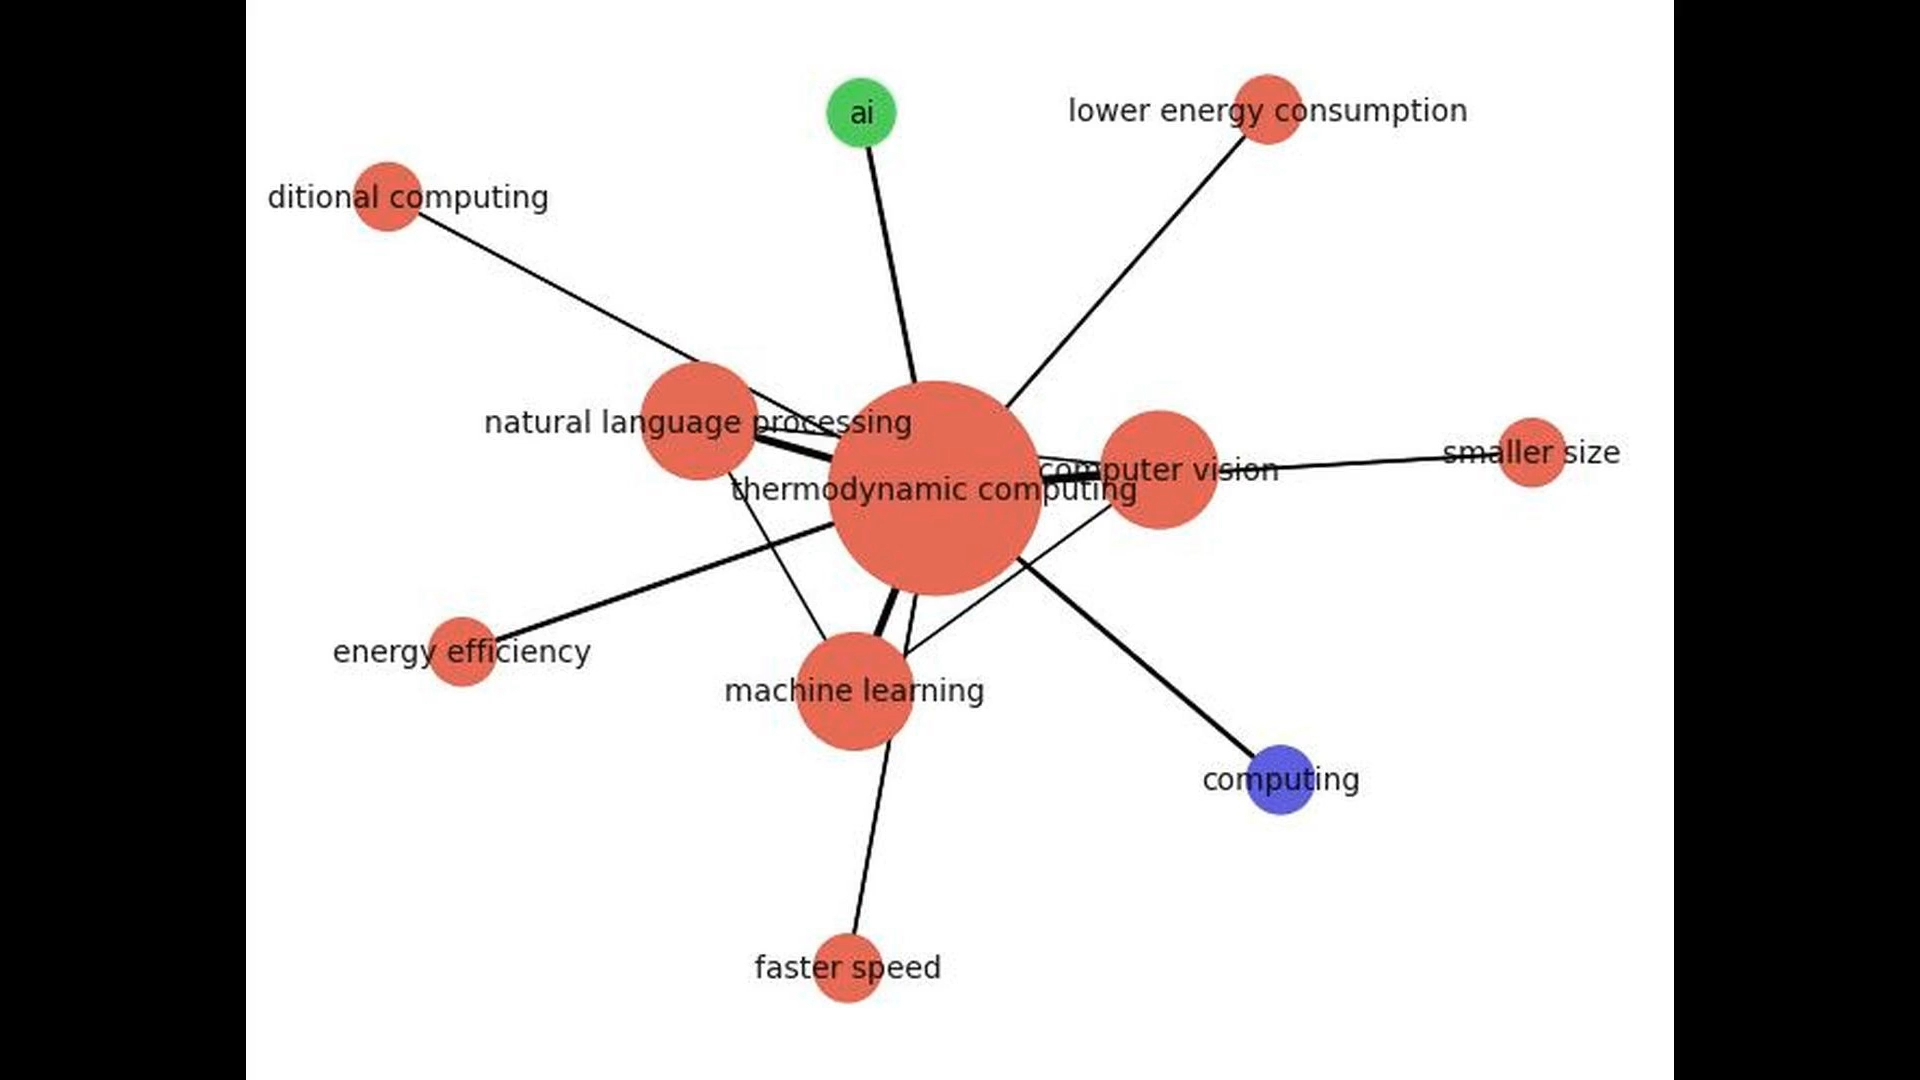 ai
lower energy consumption
ditional computing
natural language processing
computer vision
smaller size
thermodynamic computing
energy efficiency
machine learning
computing
faster speed